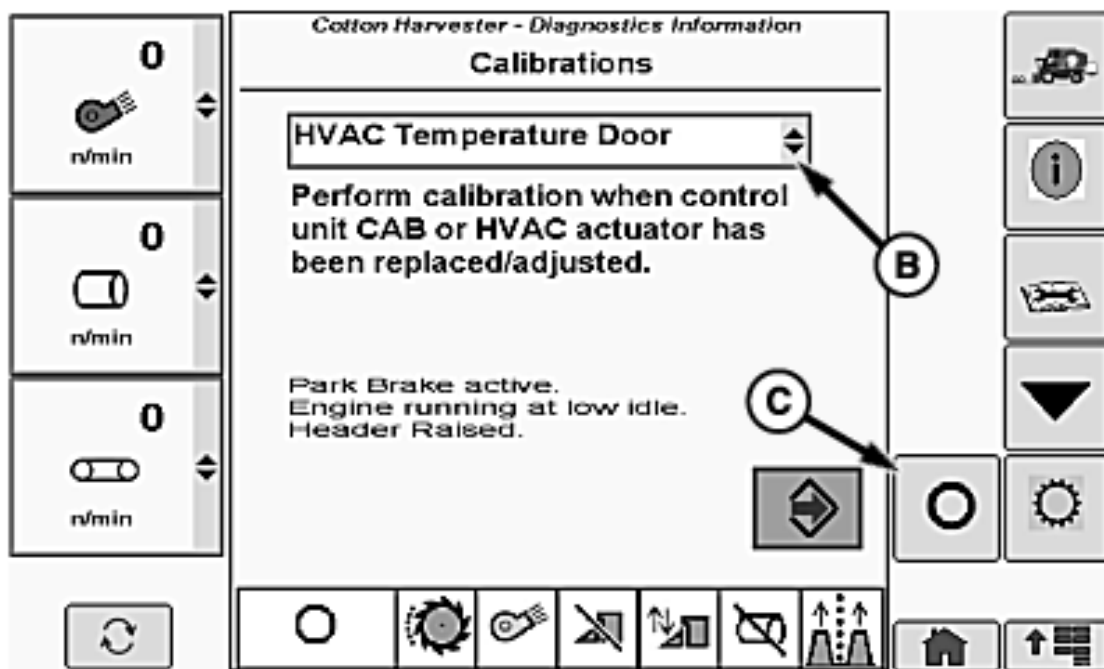 Cotton Harvester - Diagnostics Information
Calibrations
0
n/min
0
n/min
0
n/min
HVAC Temperature Door
Perform calibration when control
unit CAB or HVAC actuator has
been replaced/adjusted.
Park Brake active.
Engine running at low idle.
Header Raised.
B
C
i